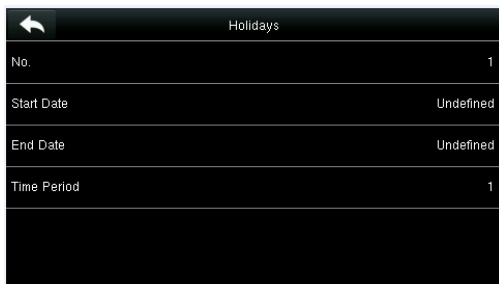 Holidays
No. 1
Start Date Undefined
End Date Undefined
Time Period 1